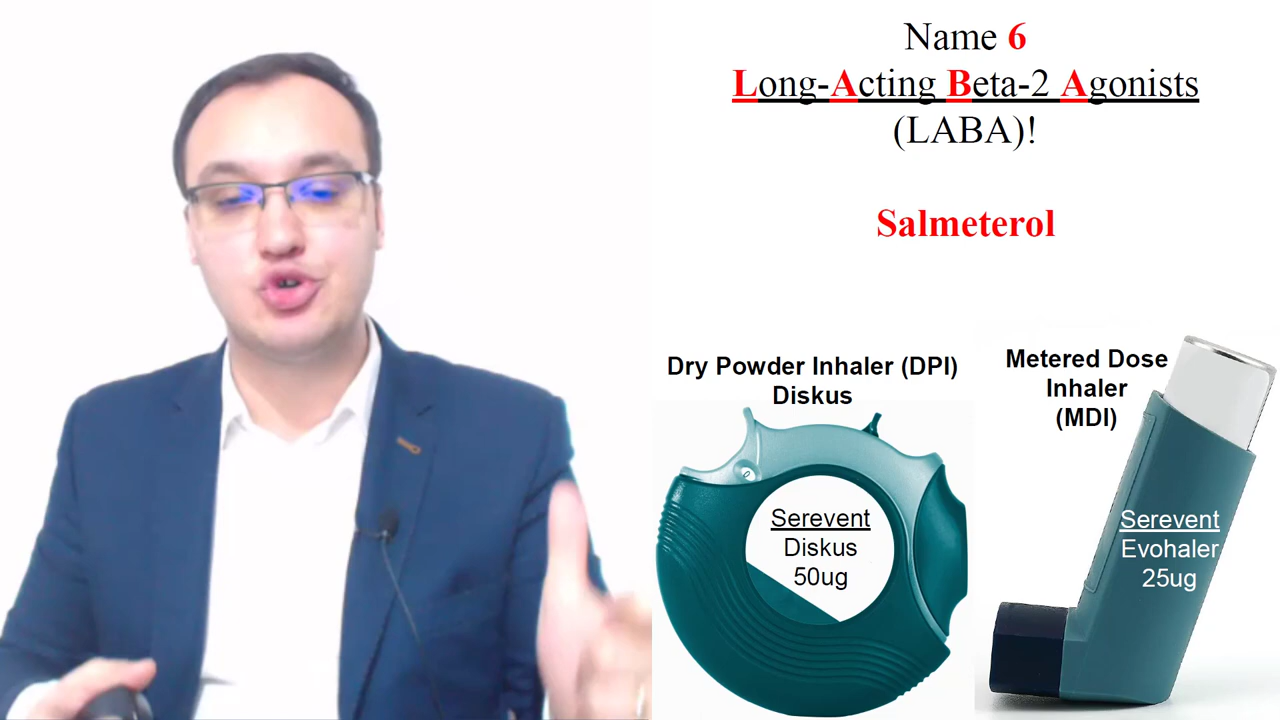 Name 6
Long-Acting Beta-2 Agonists
(LABA)!
Salmeterol
Dry Powder Inhaler (DPI)
Diskus
Metered Dose
Inhaler
(MDI)
0
Serevent
Diskus
50ug
Serevent
Evohaler
25ug